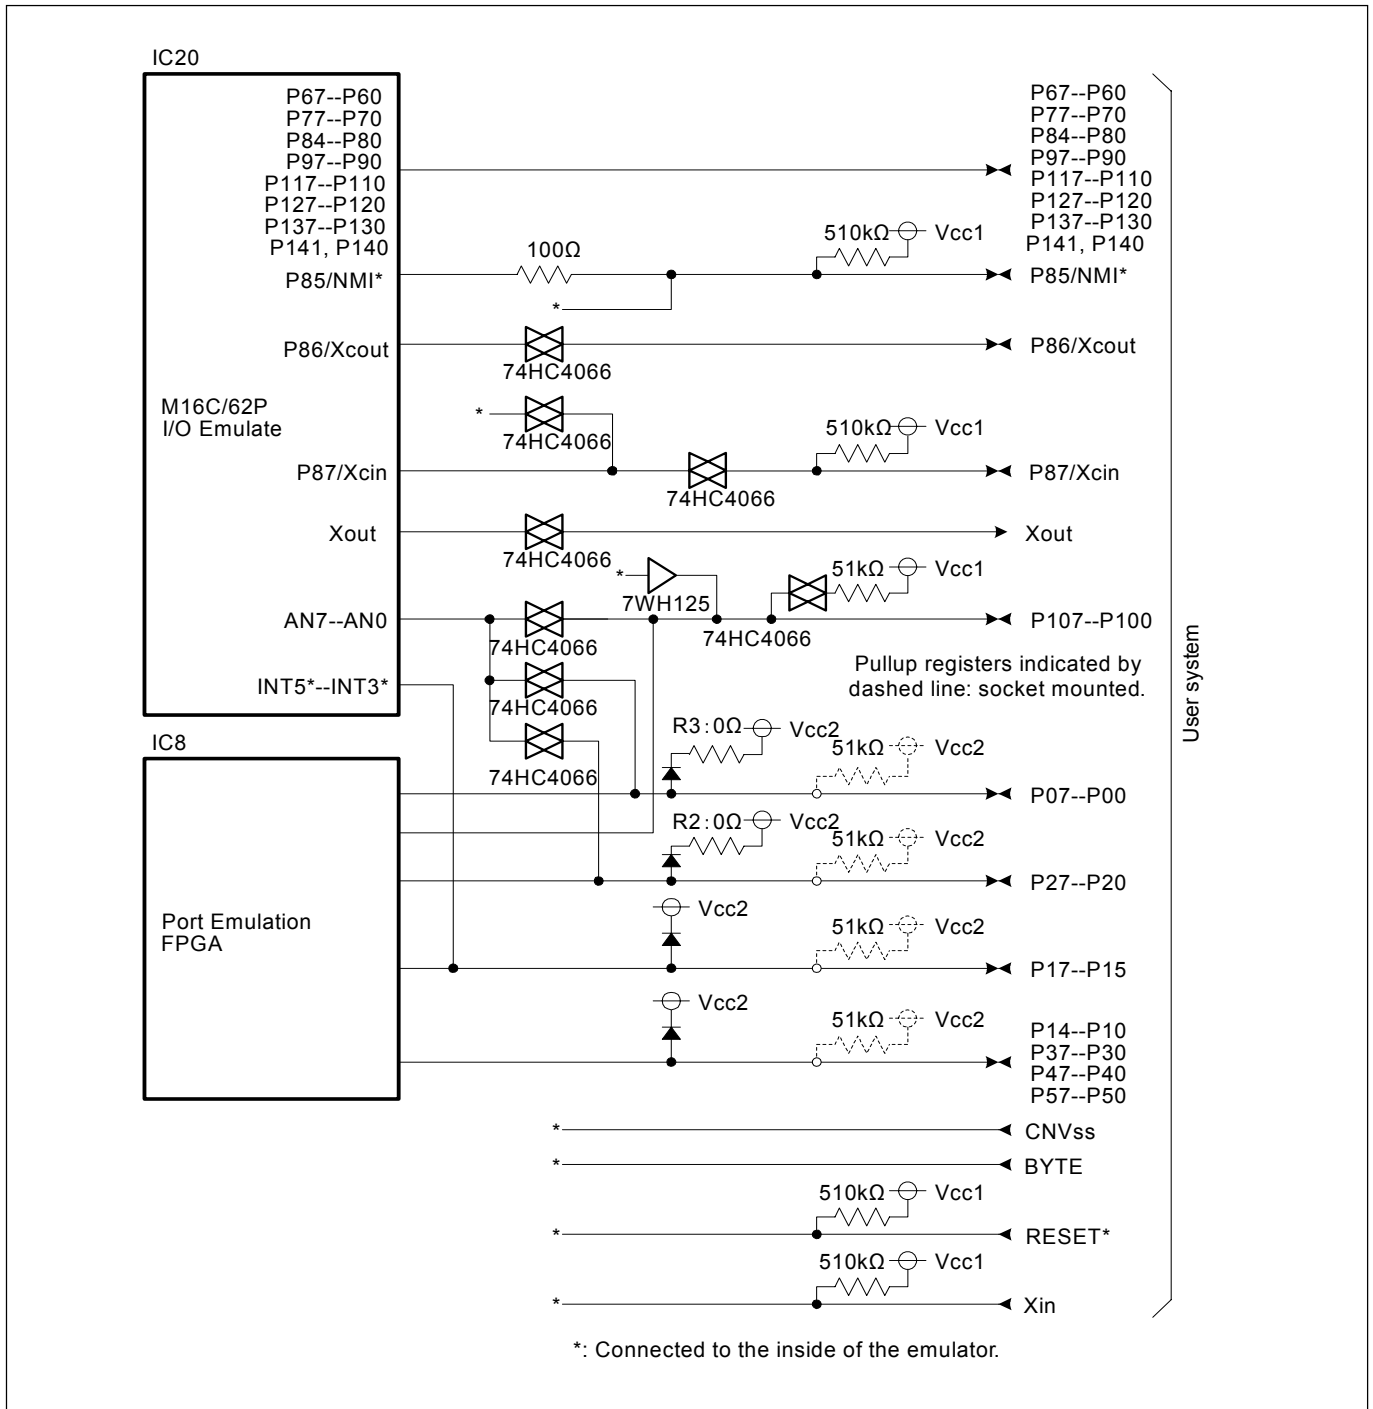 IC20
P67--P60
P77--P70
P84--P80
P97--P90
P117--P110
P127--P120
P137--P130
P141, P140
P85/NMI*
P86/Xcout
M16C/62P
I/O Emulate
P87/Xcin
Xout
AN7--AN0
INT5*--INT3*
IC8
Port Emulation
FPGA
100Ω
*
510kΩ
Vcc1
74HC4066
*
74HC4066
510kΩ
Vcc1
74HC4066
74HC4066
*
7WH125
51kΩ
Vcc1
74HC4066
74HC4066
74HC4066
74HC4066
Pullup registers indicated by
dashed line: socket mounted.
R3:0Ω
Vcc2
51kΩ
Vcc2
R2:0Ω
Vcc2
51kΩ
Vcc2
Vcc2
51kΩ
Vcc2
Vcc2
51kΩ
Vcc2
*
*
510kΩ
Vcc1
*
510kΩ
Vcc1
*
P67--P60
P77--P70
P84--P80
P97--P90
P117--P110
P127--P120
P137--P130
P141, P140
P85/NMI*
P86/Xcout
P87/Xcin
Xout
P107--P100
P07--P00
P27--P20
P17--P15
P14--P10
P37--P30
P47--P40
P57--P50
CNVss
BYTE
RESET*
Xin
User system
*: Connected to the inside of the emulator.